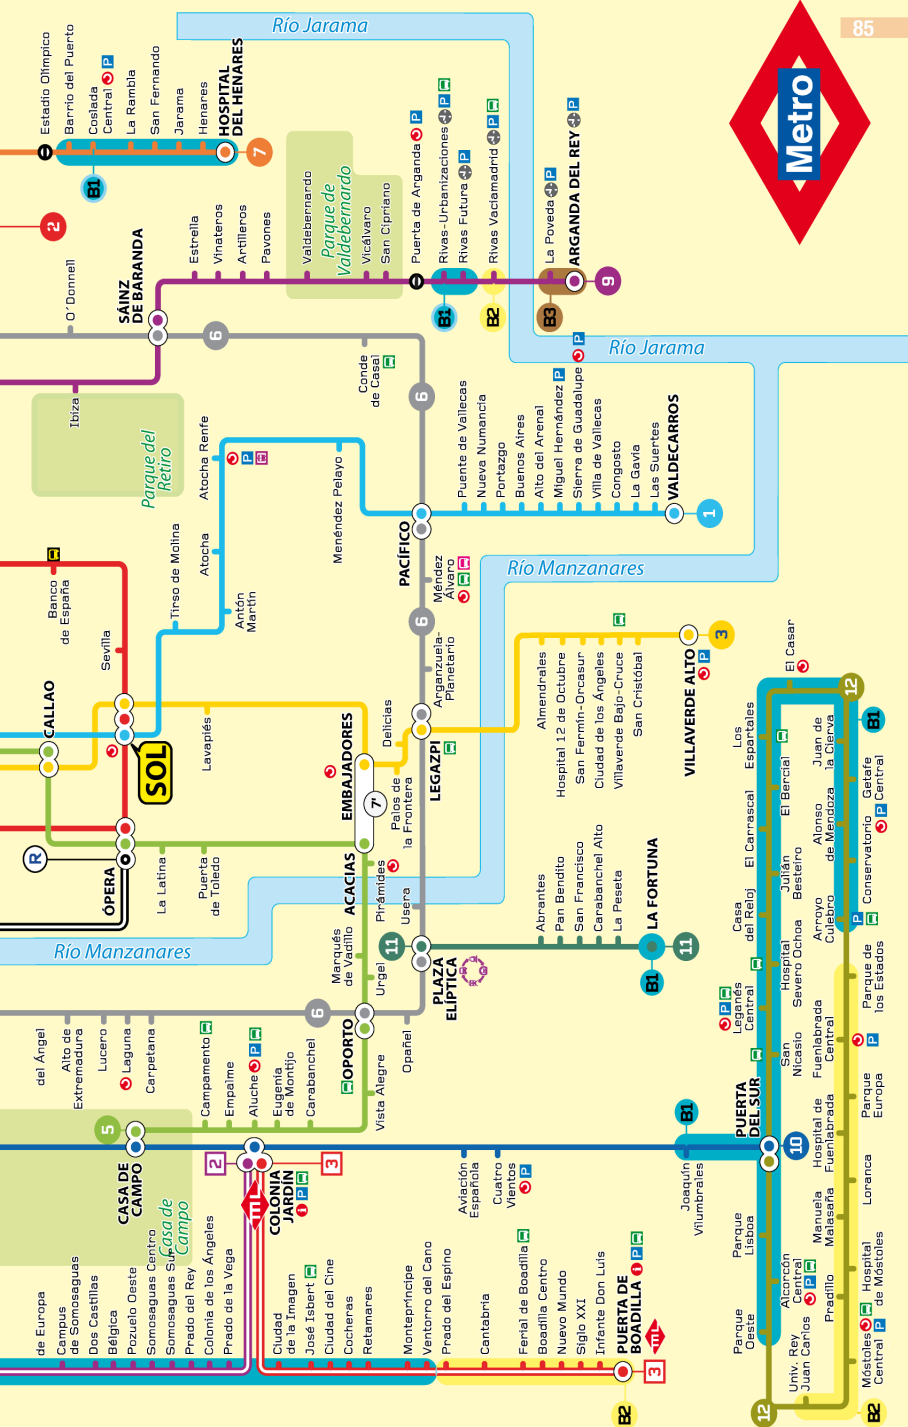 Río Jarama
85
Metro
Estadio Olímpico
Barrio del Puerto
Coslada
Central
P
La Rambla
San Fernando
Jarama
Henares
HOSPITAL
DEL HENARES
7
B1
2
Parque de
Valdebernardo
Estrella
Vinateros
Artilleros
Pavones
Valdebernardo
Vicálvaro
San Cipriano
Puerta de Arganda
P
Rivas-Urbanizaciones
P
Rivas Futura
P
Rivas Vaciamadrid
P
La Poveda
P
ARGANDA DEL REY
P
9
B1
B2
B3
O´Donnell
SÁINZ
DE BARANDA
6
Conde
de Casal
6
Río Jarama
Ibiza
Parque del
Retiro
Atocha Renfe
P
Menéndez Pelayo
Puente de Vallecas
Nueva Numancia
Portazgo
Buenos Aires
Alto del Arenal
Miguel Hernández
P
Sierra de Guadalupe
P
Villa de Vallecas
Congosto
La Gavia
Las Suertes
VALDECARROS
1
PACÍFICO
Banco
de España
Sevilla
Tirso de Molina
Atocha
Antón
Martín
Méndez
Álvaro
6
Arganzuela-
Planetario
Río Manzanares
CALLAO
SOL
Lavapiés
EMBAJADORES
7'
Delicias
Palos de
la Frontera
LEGAZPI
Almendrales
Hospital 12 de Octubre
San Fermín-Orcasur
Ciudad de los Ángeles
Villaverde Bajo-Cruce
San Cristóbal
VILLAVERDE ALTO
P
3
R
ÓPERA
La Latina
Puerta
de Toledo
ACACIAS
Pirámides
Usera
Río Manzanares
Marqués
de Vadillo
Urgel
11
PLAZA
ELÍPTICA
Abrantes
Pan Bendito
San Francisco
Carabanchel Alto
La Peseta
LA FORTUNA
B1
11
6
OPORTO
Opañel
del Ángel
Alto de
Extremadura
Lucero
Laguna
Carpetana
Campamento
Empalme
Aluche
P
Eugenia
de Montijo
Carabanchel
Vista Alegre
5
CASA DE
CAMPO
Casa de
Campo
2
3
ML
COLONIA
JARDÍN
P
Aviación
Española
Cuatro
Vientos
P
Joaquín
Vilumbrales
B1
PUERTA
DEL SUR
10
de Europa
Campus
de Somosaguas
Dos Castillas
Bélgica
Pozuelo Oeste
Somosaguas Centro
Somosaguas Sur
Prado del Rey
Colonia de los Ángeles
Prado de la Vega
Ciudad
de la Imagen
José Isbert
Ciudad del Cine
Cocheras
Retamares
Montepríncipe
Ventorro del Cano
Prado del Espino
Cantabria
Ferial de Boadilla
Boadilla Centro
Nuevo Mundo
Siglo XXI
Infante Don Luis
PUERTA DE
BOADILLA
P
ML
3
B2
El Casar
12
B1
Los
Espartales
El Bercial
Juan de
la Cierva
Getafe
Central
P
El Carrascal
Julián
Besteiro
Alonso
de Mendoza
Conservatorio
Casa
del Reloj
Hospital
Severo Ochoa
Arroyo
Culebro
P
Leganés
Central
P
San
Nicasio
Parque de
los Estados
Fuenlabrada
Central
P
Parque
Europa
Hospital de
Fuenlabrada
Loranca
Manuela
Malasaña
Parque
Lisboa
Alcorcón
Central
P
Pradillo
Hospital
de Móstoles
Parque
Oeste
Univ. Rey
Juan Carlos
Móstoles
Central
P
12
B2